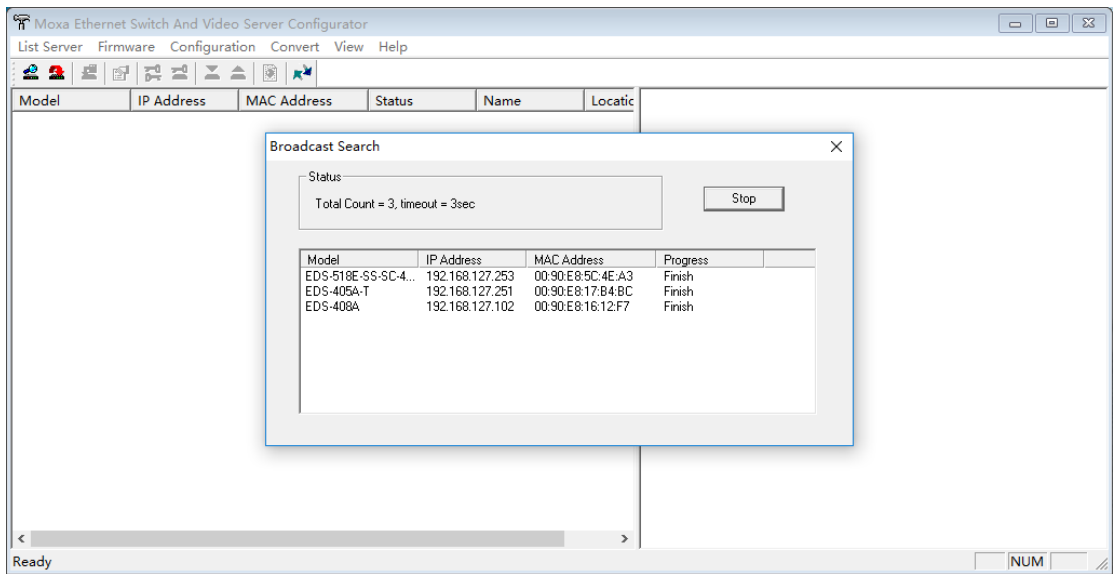 Moxa Ethernet Switch And Video Server Configurator
List Server Firmware Configuration Convert View Help
Model IP Address MAC Address Status Name Locatic
Broadcast Search
Status
Total Count = 3, timeout = 3sec
Stop
Model IP Address MAC Address Progress
EDS-518E-SS-SC-4... 192.168.127.253 00:90:E8:5C:4E:A3 Finish
EDS-405A-T 192.168.127.251 00:90:E8:17:B4:BC Finish
EDS-408A 192.168.127.102 00:90:E8:16:12:F7 Finish
Ready NUM